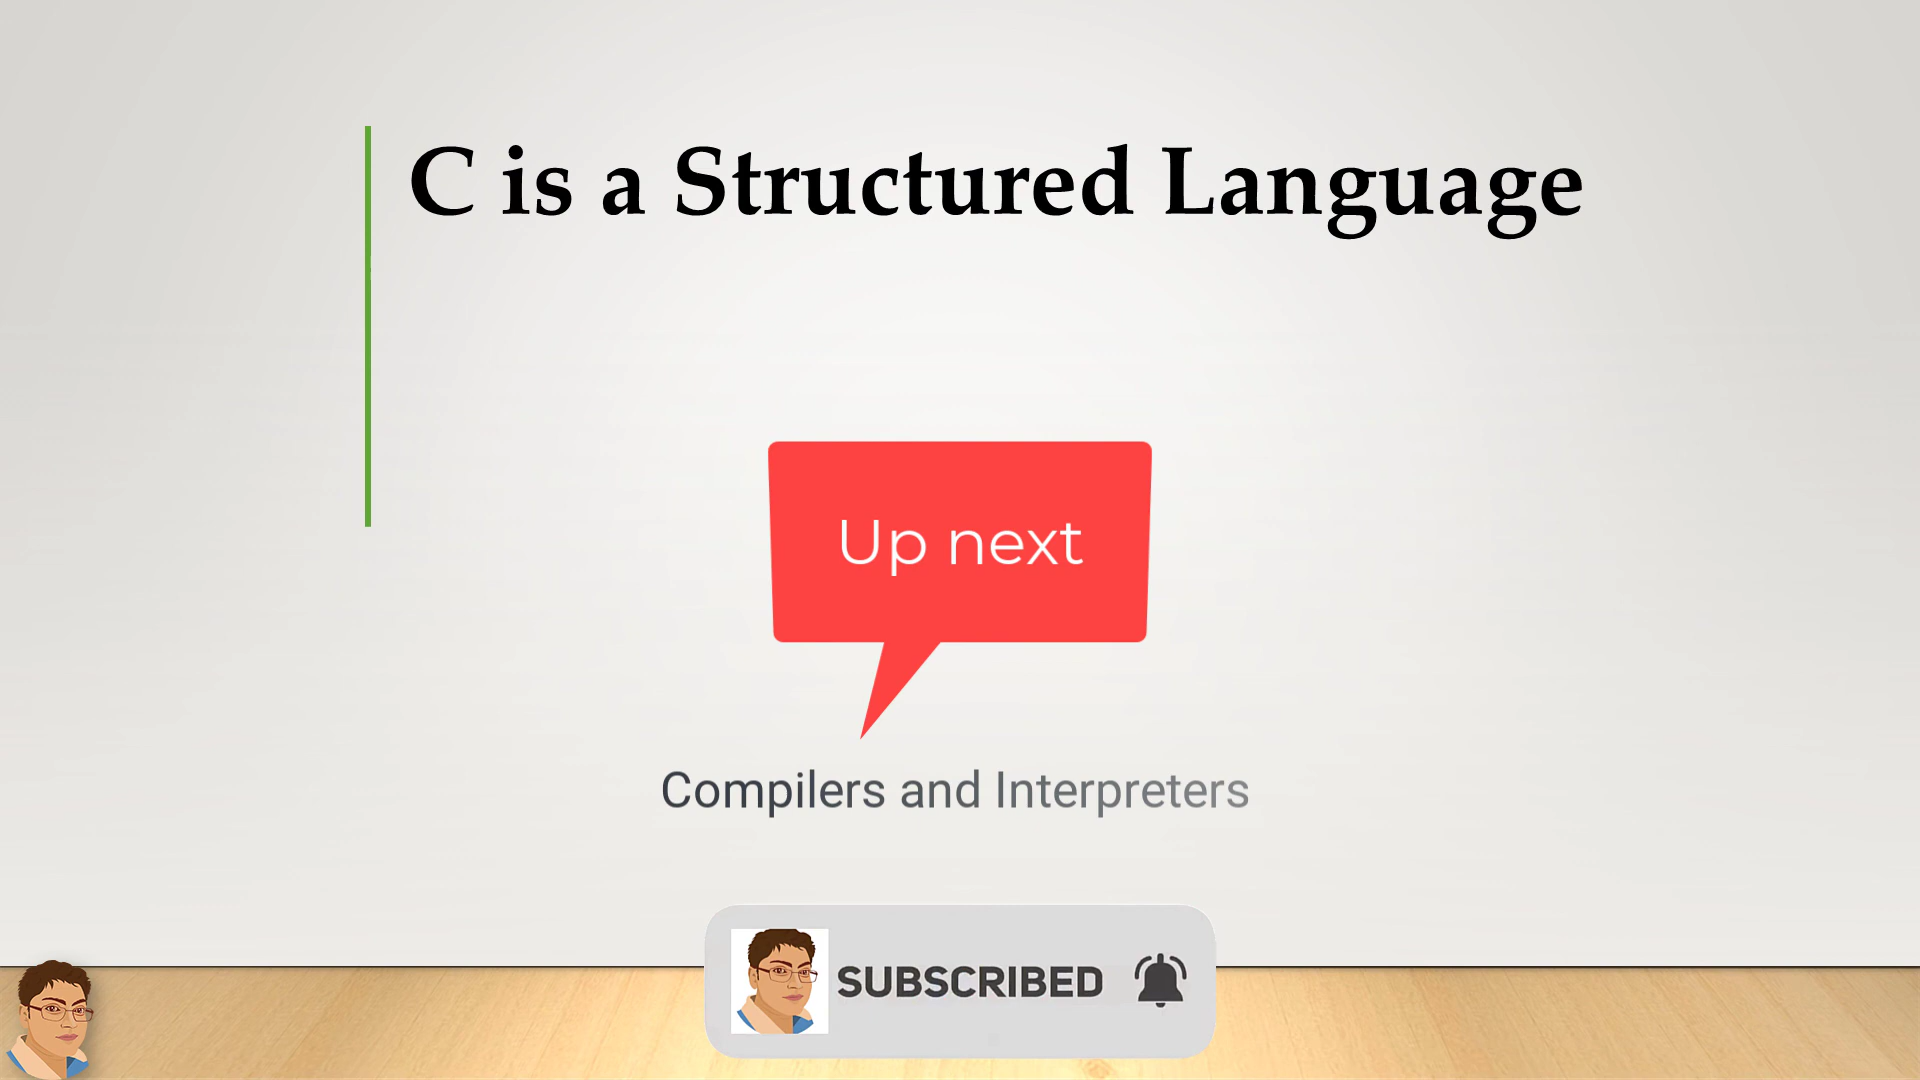 C is a Structured Language
Up next
Compilers and Interpreters
SUBSCRIBED